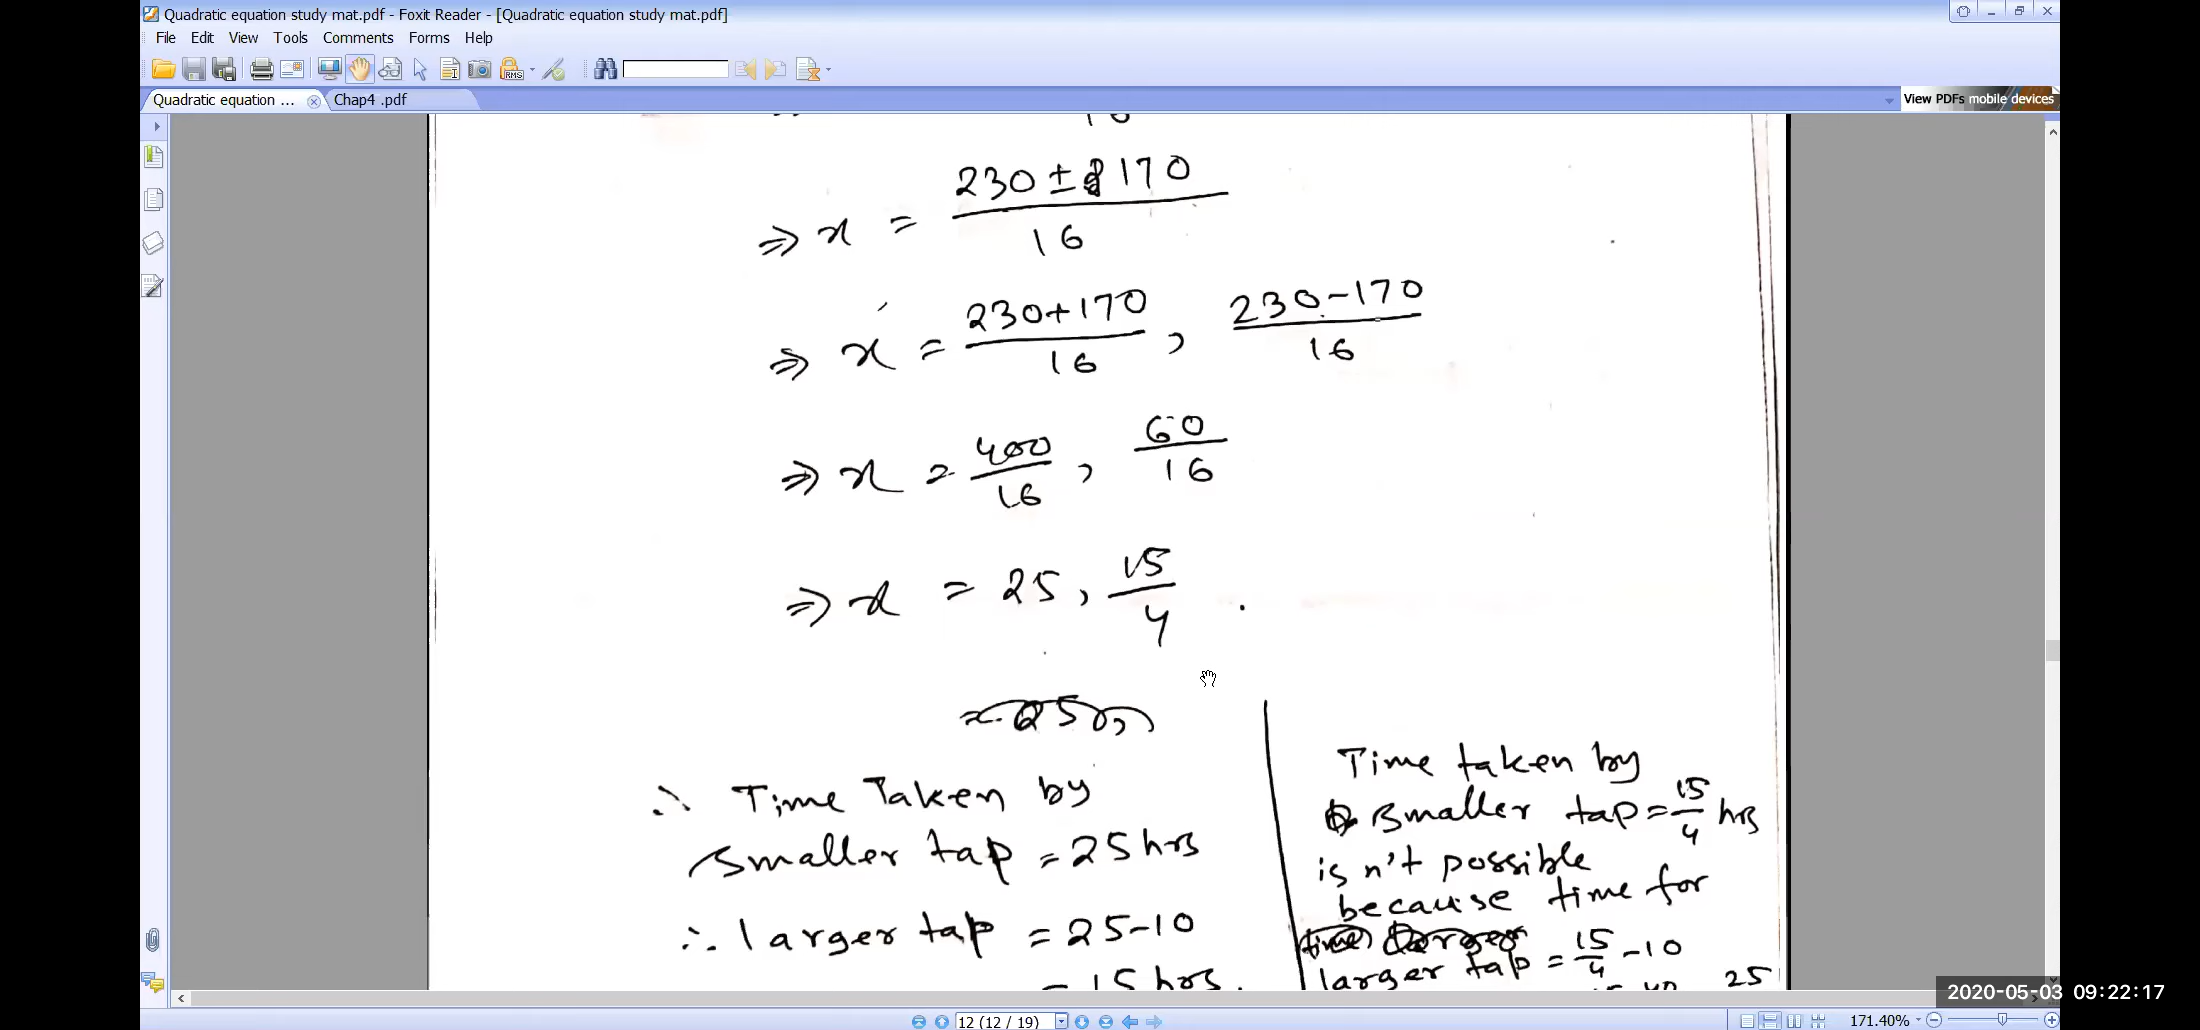 Quadratic equation study mat.pdf - Foxit Reader - [Quadratic equation study mat.pdf]
File Edit View Tools Comments Forms Help
Quadratic equation ... Chap4 .pdf
View PDFs mobile devices
16
⇒ x = (230 ± 170)/16
⇒ x = (230+170)/16 , (230-170)/16
⇒ x = 400/16 , 60/16
⇒ x = 25, 15/4 .
∴ Time Taken by
smaller tap = 25 hrs
∴ larger tap = 25-10
= 15 hrs.
Time taken by
smaller tap = 15/4 hrs
is n't possible
because time for
larger tap = 15/4 - 10
2020-05-03 09:22:17
12 (12 / 19)
171.40%